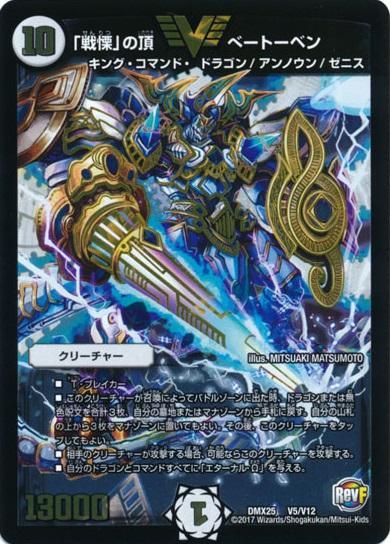 10
せんりつ いただき
「戦慄」の頂 ベートーベン
キング・コマンド・ドラゴン/アンノウン/ゼニス
クリーチャー
illus. MITSUAKI MATSUMOTO
■ T・ブレイカー
■ このクリーチャーが召喚によってバトルゾーンに出た時、ドラゴンまたは無
色呪文を合計3枚、自分の墓地またはマナゾーンから手札に戻す。自分の山札
の上から3枚をマナゾーンに置いてもよい。その後、このクリーチャーをタッ
プしてもよい。
■ 相手のクリーチャーが攻撃する場合、可能ならこのクリーチャーを攻撃する。
■ 自分のドラゴンとコマンドすべてに「エターナル・Ω」を与える。
RevF
13000
1
DMX25 V5/V12
©2017 Wizards/Shogakukan/Mitsui-Kids